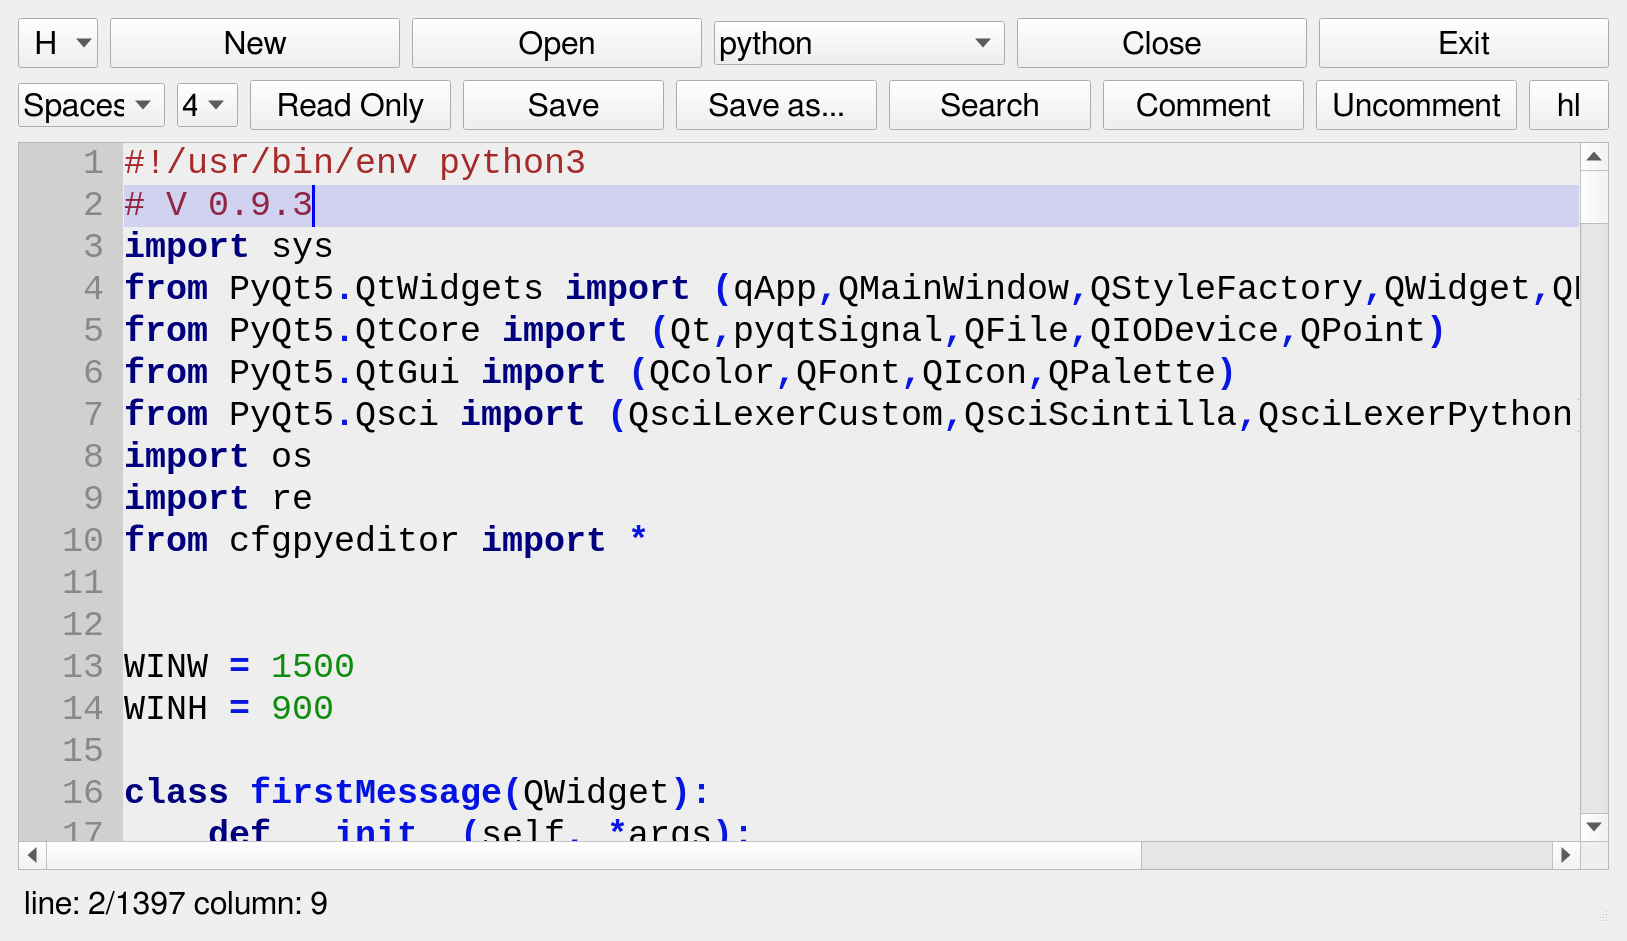 H New Open python Close Exit
Spaces 4 Read Only Save Save as... Search Comment Uncomment hl
1 #!/usr/bin/env python3
2 # V 0.9.3
3 import sys
4 from PyQt5.QtWidgets import (qApp,QMainWindow,QStyleFactory,QWidget,
5 from PyQt5.QtCore import (Qt,pyqtSignal,QFile,QIODevice,QPoint)
6 from PyQt5.QtGui import (QColor,QFont,QIcon,QPalette)
7 from PyQt5.Qsci import (QsciLexerCustom,QsciScintilla,QsciLexerPython
8 import os
9 import re
10 from cfgpyeditor import *
11
12
13 WINW = 1500
14 WINH = 900
15
16 class firstMessage(QWidget):
17     def __init__(self, *args):
line: 2/1397 column: 9